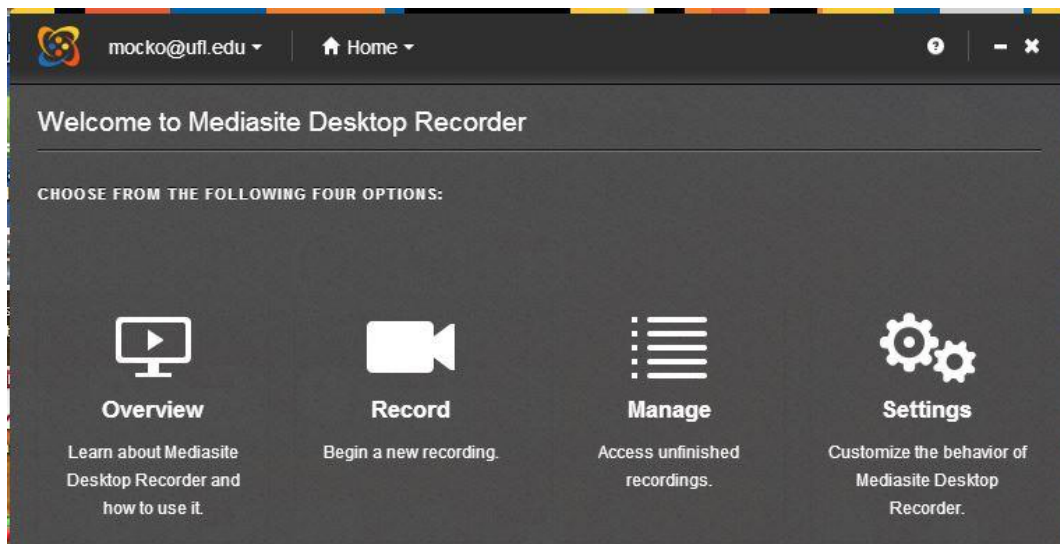 mocko@ufl.edu Home ?
Welcome to Mediasite Desktop Recorder
CHOOSE FROM THE FOLLOWING FOUR OPTIONS:
Overview
Learn about Mediasite
Desktop Recorder and
how to use it.
Record
Begin a new recording.
Manage
Access unfinished
recordings.
Settings
Customize the behavior of
Mediasite Desktop
Recorder.